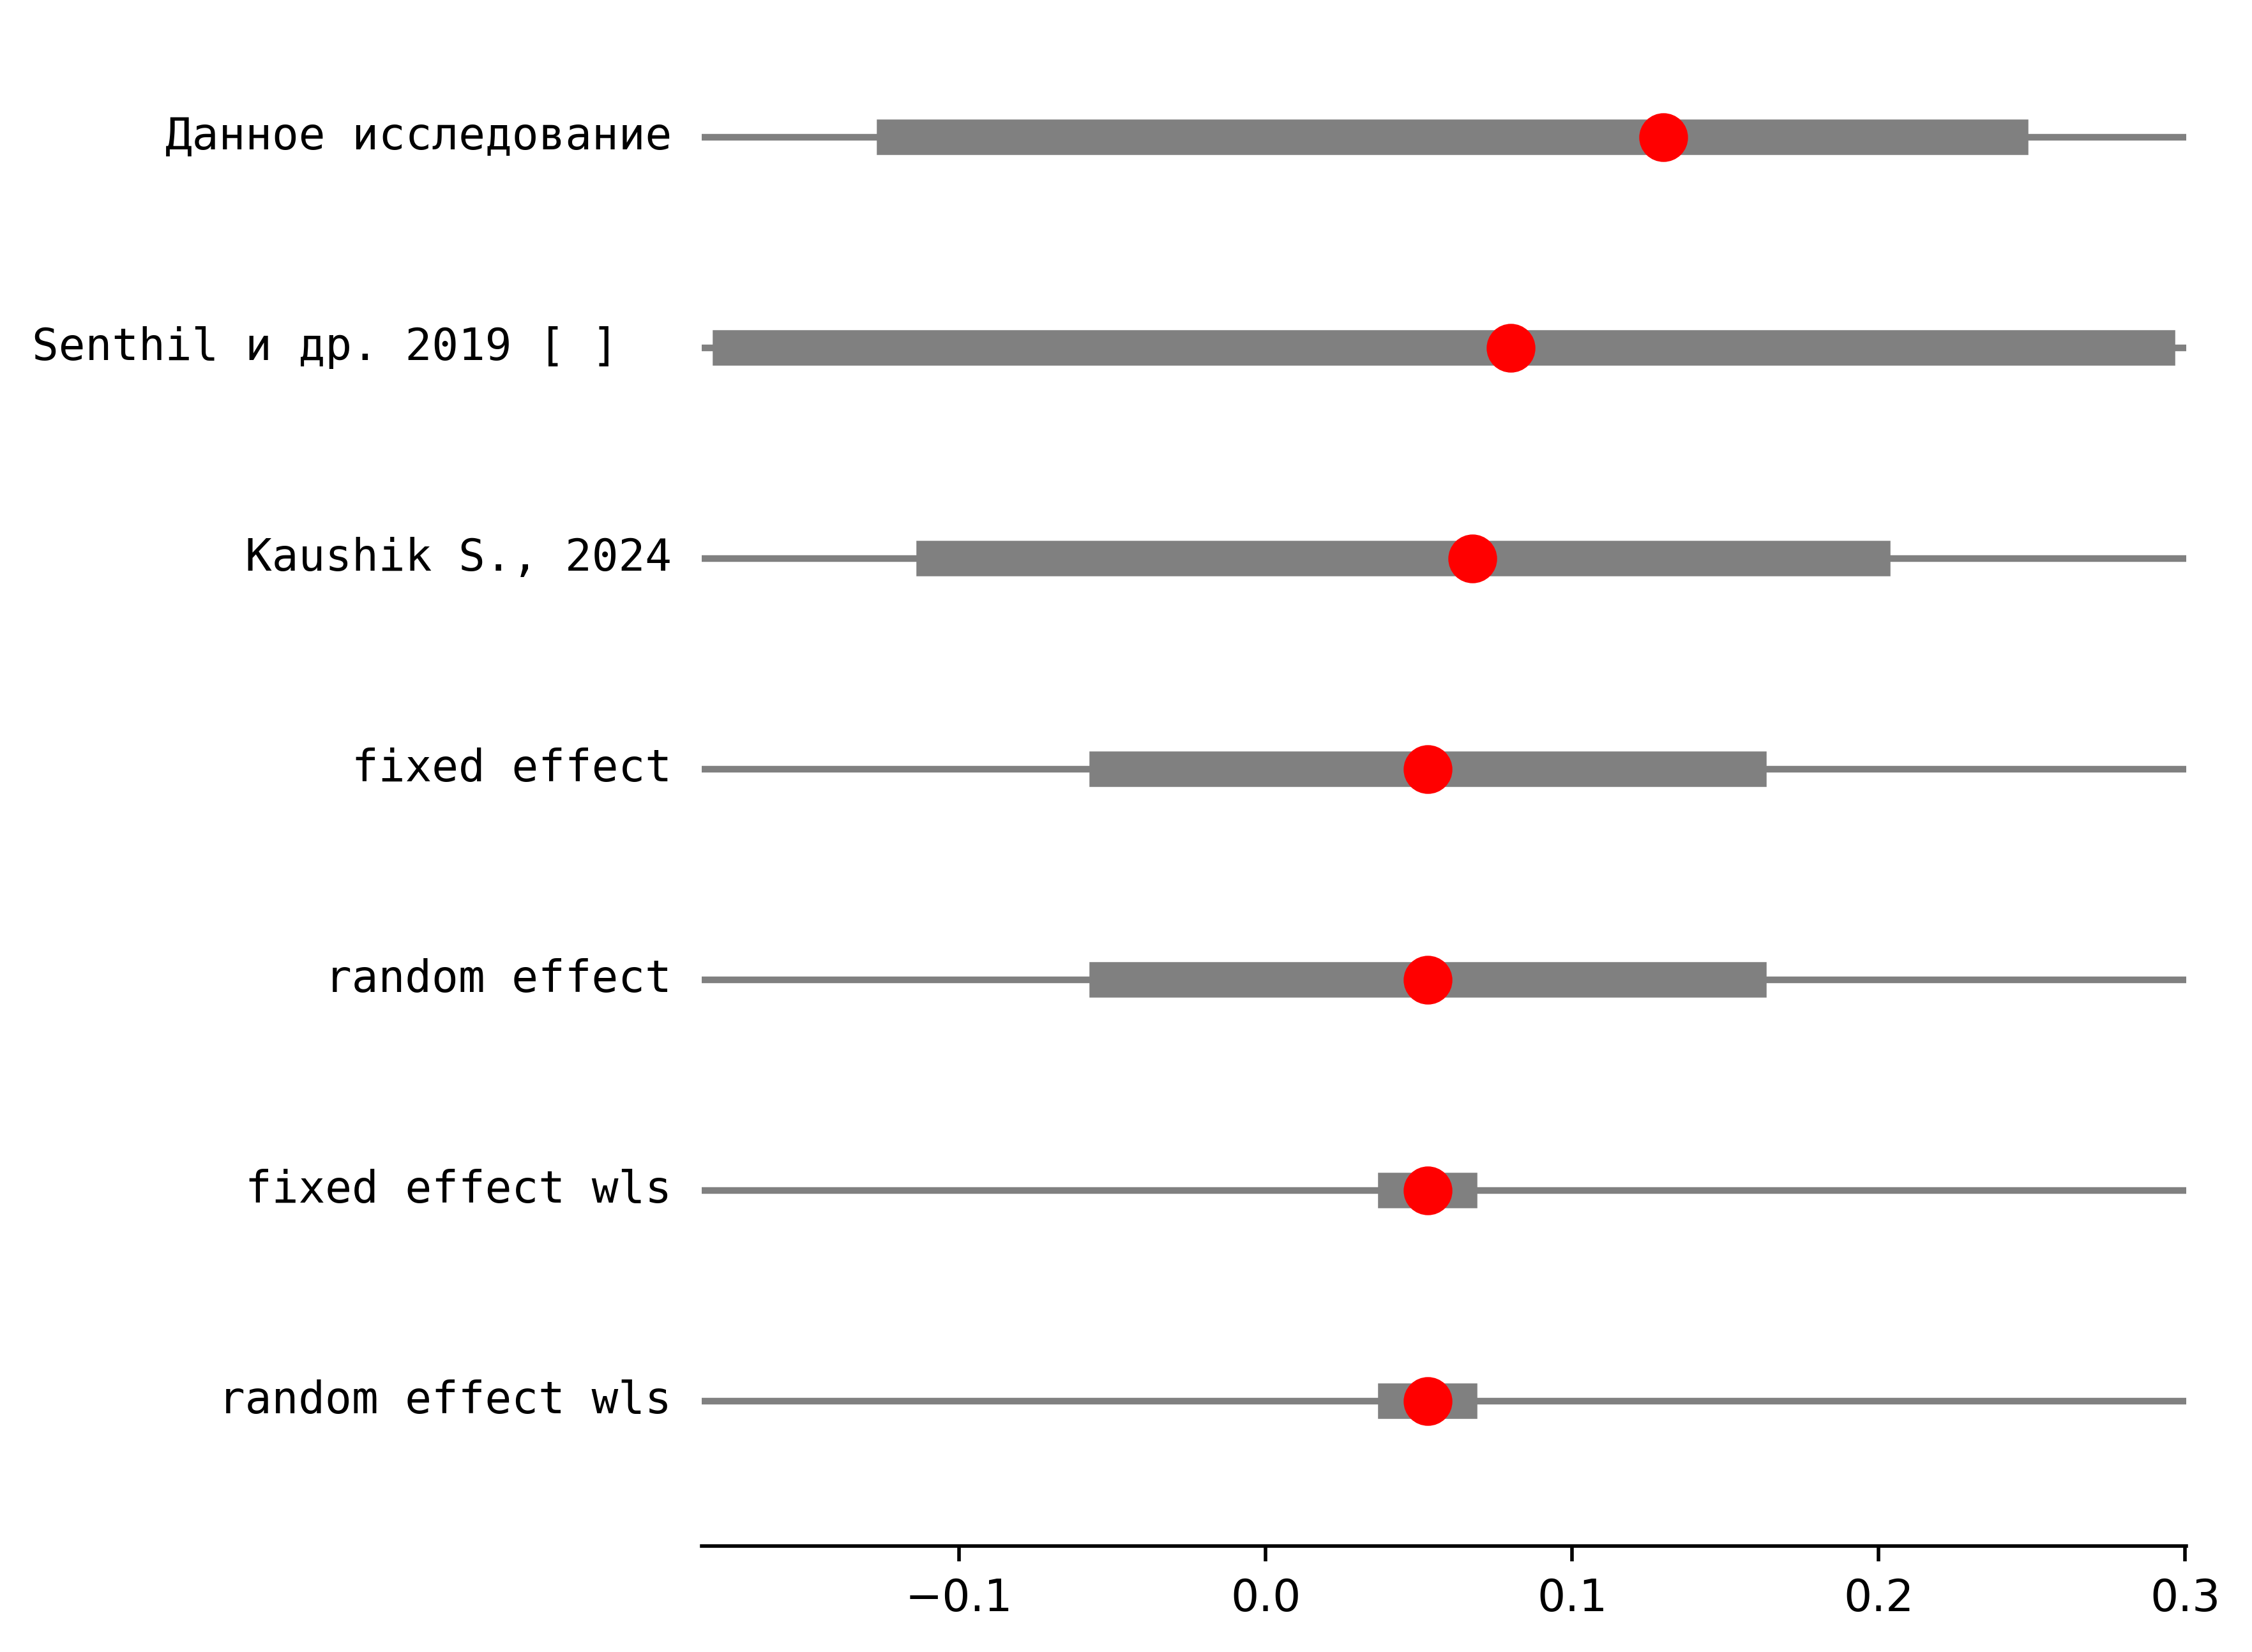 Данное исследование
Senthil и др. 2019 [ ]
Kaushik S., 2024
fixed effect
random effect
fixed effect wls
random effect wls
−0.1 0.0 0.1 0.2 0.3